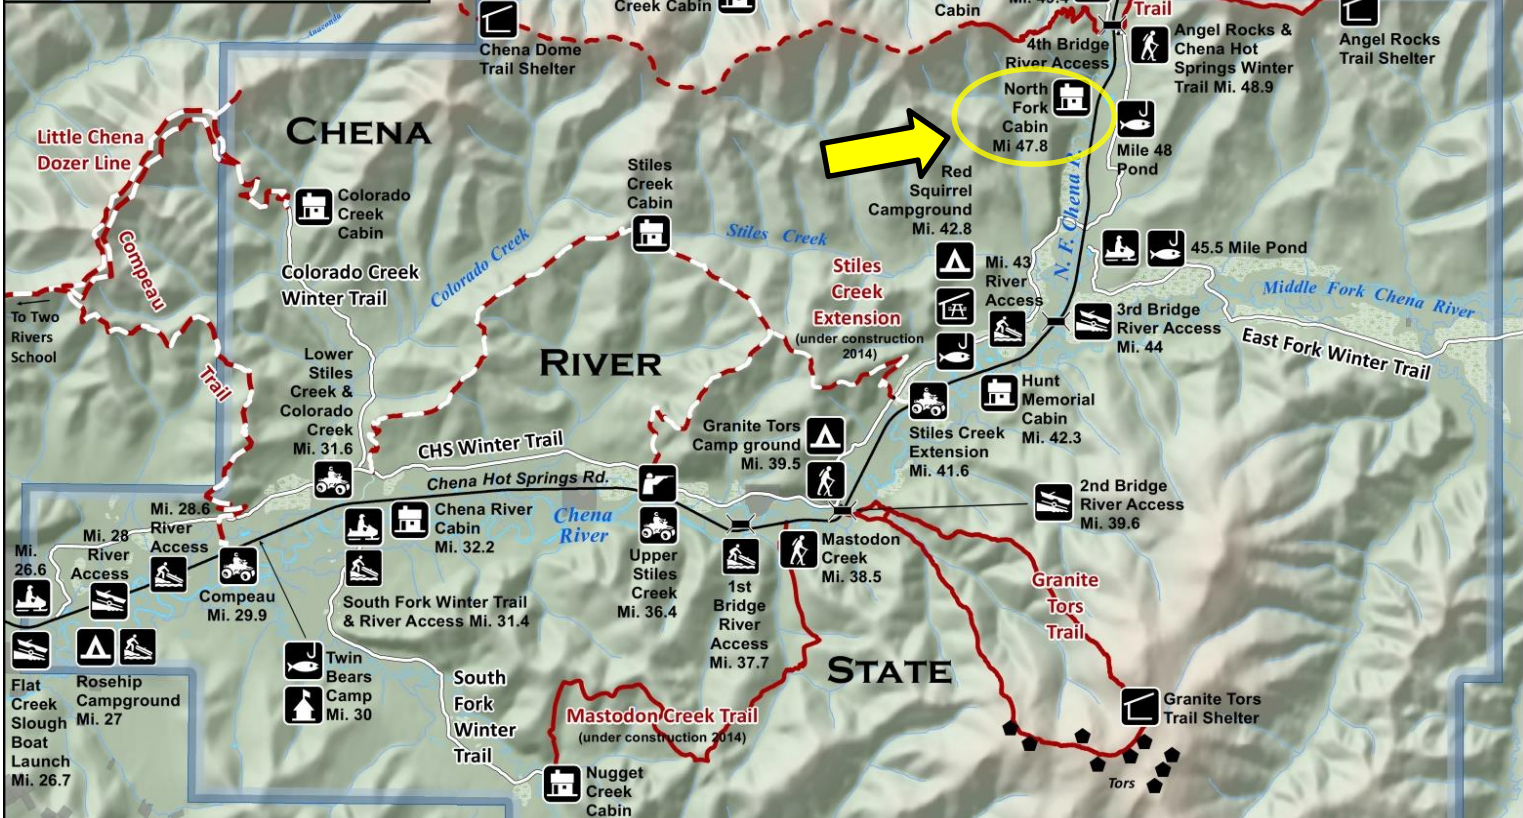 Anaconda
Creek Cabin
Chena Dome
Trail Shelter
Cabin
Trail
4th Bridge
River Access
Angel Rocks &
Chena Hot
Springs Winter
Trail Mi. 48.9
Angel Rocks
Trail Shelter
North
Fork
Cabin
Mi 47.8
Mile 48
Pond
Little Chena
Dozer Line
CHENA
Colorado
Creek
Cabin
Stiles
Creek
Cabin
Red
Squirrel
Campground
Mi. 42.8
N. F. Chena R.
Compeau
Trail
Colorado Creek
Winter Trail
Colorado Creek
Stiles Creek
Stiles
Creek
Extension
(under construction
2014)
Mi. 43
River
Access
45.5 Mile Pond
Middle Fork Chena River
3rd Bridge
River Access
Mi. 44
East Fork Winter Trail
To Two
Rivers
School
Lower
Stiles
Creek &
Colorado
Creek
Mi. 31.6
RIVER
Hunt
Memorial
Cabin
Mi. 42.3
Granite Tors
Camp ground
Mi. 39.5
Stiles Creek
Extension
Mi. 41.6
CHS Winter Trail
Chena Hot Springs Rd.
2nd Bridge
River Access
Mi. 39.6
Mi. 28.6
River
Access
Mi. 28
River
Access
Mi.
26.6
Chena River
Cabin
Mi. 32.2
Chena
River
Upper
Stiles
Creek
Mi. 36.4
1st
Bridge
River
Access
Mi. 37.7
Mastodon
Creek
Mi. 38.5
Granite
Tors
Trail
Compeau
Mi. 29.9
South Fork Winter Trail
& River Access Mi. 31.4
Twin
Bears
Camp
Mi. 30
Flat
Creek
Slough
Boat
Launch
Mi. 26.7
Rosehip
Campground
Mi. 27
South
Fork
Winter
Trail
STATE
Mastodon Creek Trail
(under construction 2014)
Granite Tors
Trail Shelter
Tors
Nugget
Creek
Cabin